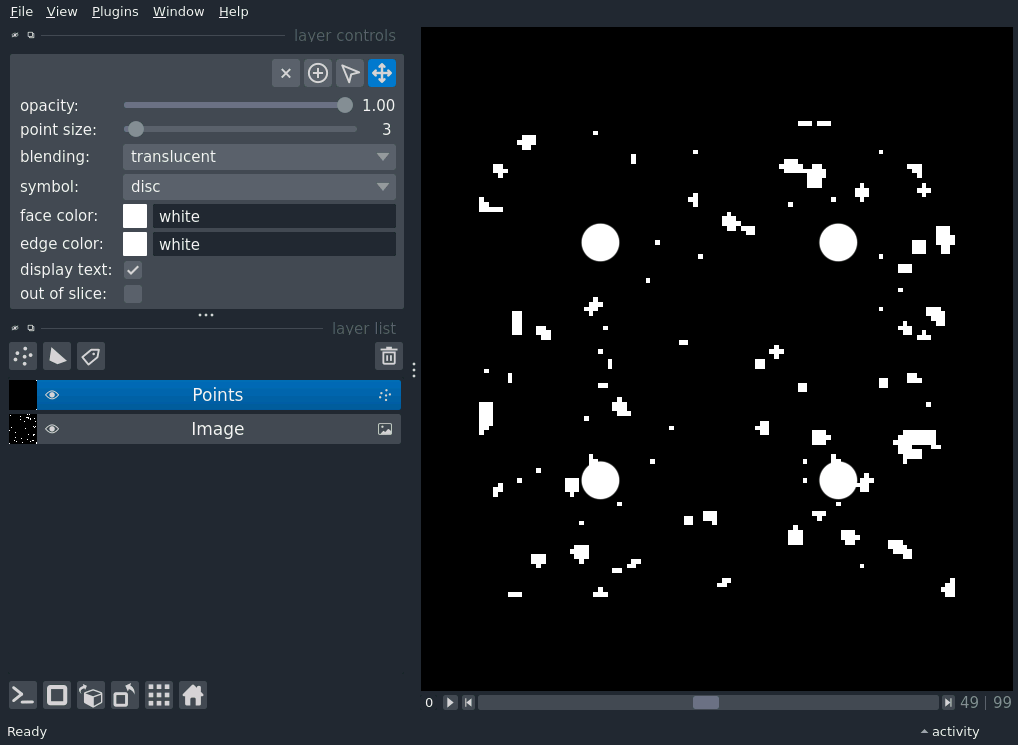 File View Plugins Window Help
layer controls
opacity: 1.00
point size: 3
blending: translucent
symbol: disc
face color: white
edge color: white
display text:
out of slice:
layer list
Points
Image
0 49 | 99
Ready activity